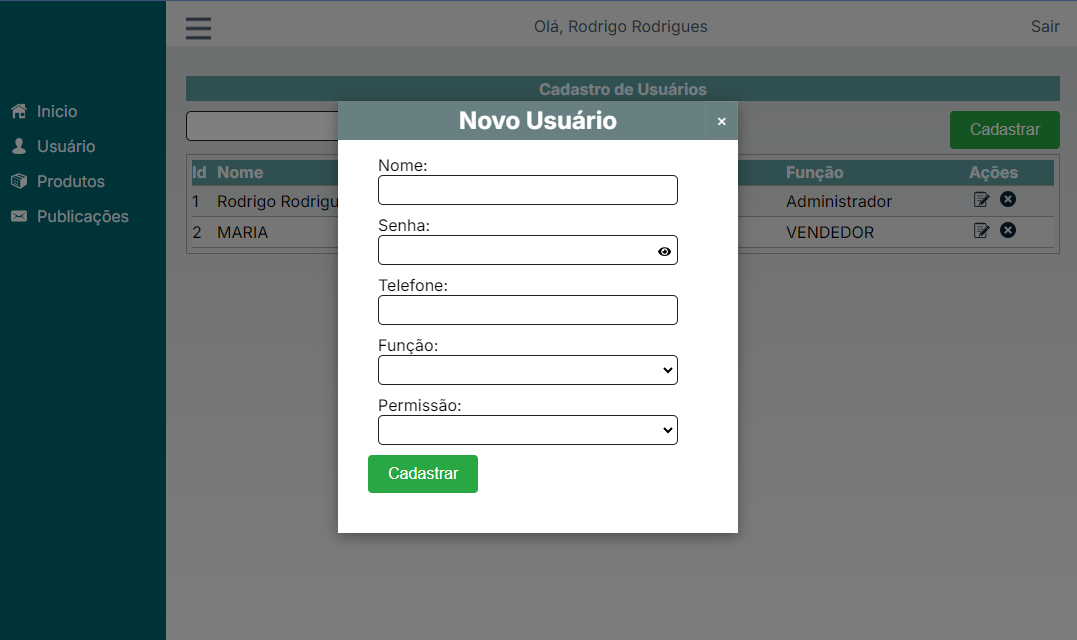 Olá, Rodrigo Rodrigues
Sair
Inicio
Usuário
Produtos
Publicações
Cadastro de Usuários
Cadastrar
Id Nome Função Ações
1 Rodrigo Rodrigu Administrador
2 MARIA VENDEDOR
Novo Usuário ×
Nome:
Senha:
Telefone:
Função:
Permissão:
Cadastrar